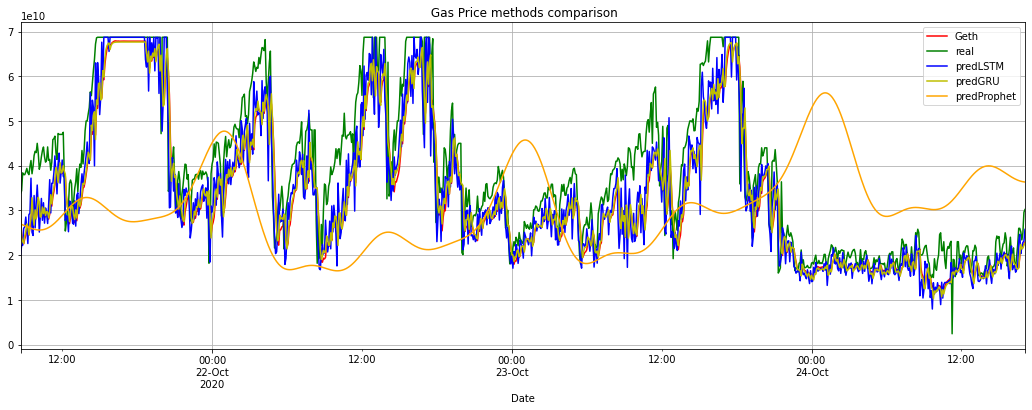 Gas Price methods comparison
1e10
7
6
5
4
3
2
1
0
Geth
real
predLSTM
predGRU
predProphet
12:00 00:00 12:00 00:00 12:00 00:00 12:00
22-Oct 23-Oct 24-Oct
2020
Date